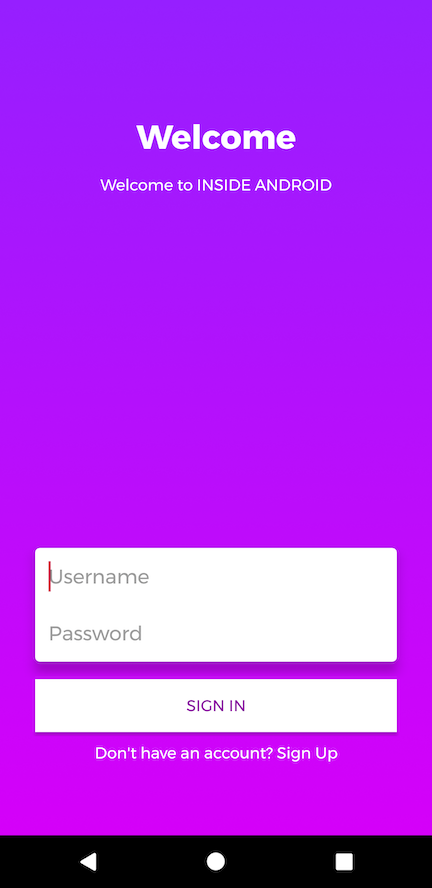 Welcome
Welcome to INSIDE ANDROID
Username
Password
SIGN IN
Don't have an account? Sign Up